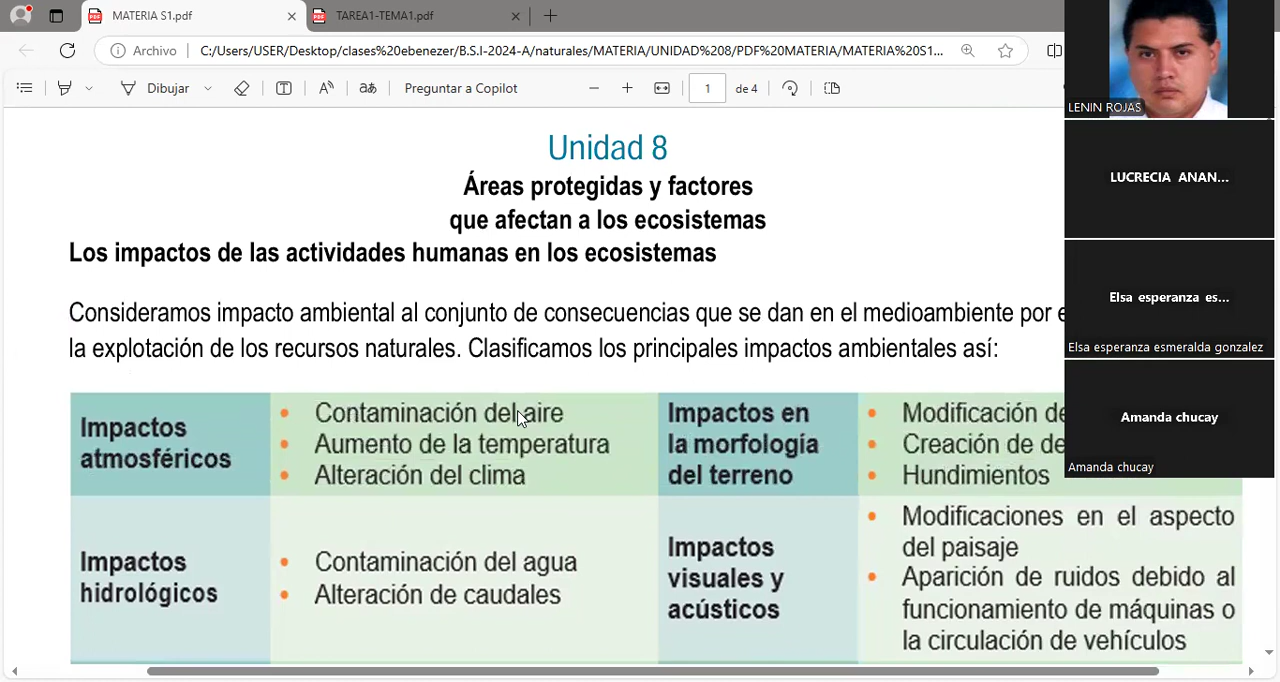 MATERIA S1.pdf
TAREA1-TEMA1.pdf
Archivo
C:/Users/USER/Desktop/clases%20ebenezer/B.S.I-2024-A/naturales/MATERIA/UNIDAD%208/PDF%20MATERIA/MATERIA%20S1...
Dibujar
Preguntar a Copilot
1
de 4
Unidad 8
Áreas protegidas y factores
que afectan a los ecosistemas
Los impactos de las actividades humanas en los ecosistemas
Consideramos impacto ambiental al conjunto de consecuencias que se dan en el medioambiente por
la explotación de los recursos naturales. Clasificamos los principales impactos ambientales así:
Impactos
atmosféricos
• Contaminación del aire
• Aumento de la temperatura
• Alteración del clima
Impactos en
la morfología
del terreno
• Modificación
• Creación de
• Hundimientos
Impactos
hidrológicos
• Contaminación del agua
• Alteración de caudales
Impactos
visuales y
acústicos
• Modificaciones en el aspecto
del paisaje
• Aparición de ruidos debido al
funcionamiento de máquinas o
la circulación de vehículos
LENIN ROJAS
LUCRECIA ANAN...
Elsa esperanza es...
Elsa esperanza esmeralda gonzalez
Amanda chucay
Amanda chucay